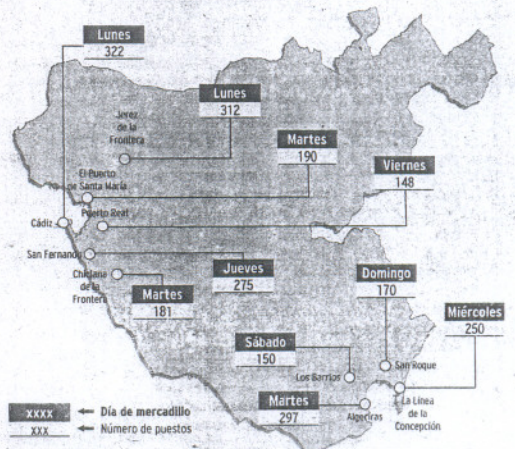 Lunes
322
Lunes
312
Jerez
de la
Frontera
Martes
190
El Puerto
de Santa María
Viernes
148
Puerto Real
Cádiz
San Fernando
Jueves
275
Chiclana
de la
Frontera
Martes
181
Domingo
170
Miércoles
250
Sábado
150
San Roque
Los Barrios
Martes
297
Algeciras
La Línea
de la
Concepción
xxxx ← Día de mercadillo
xxx ← Número de puestos